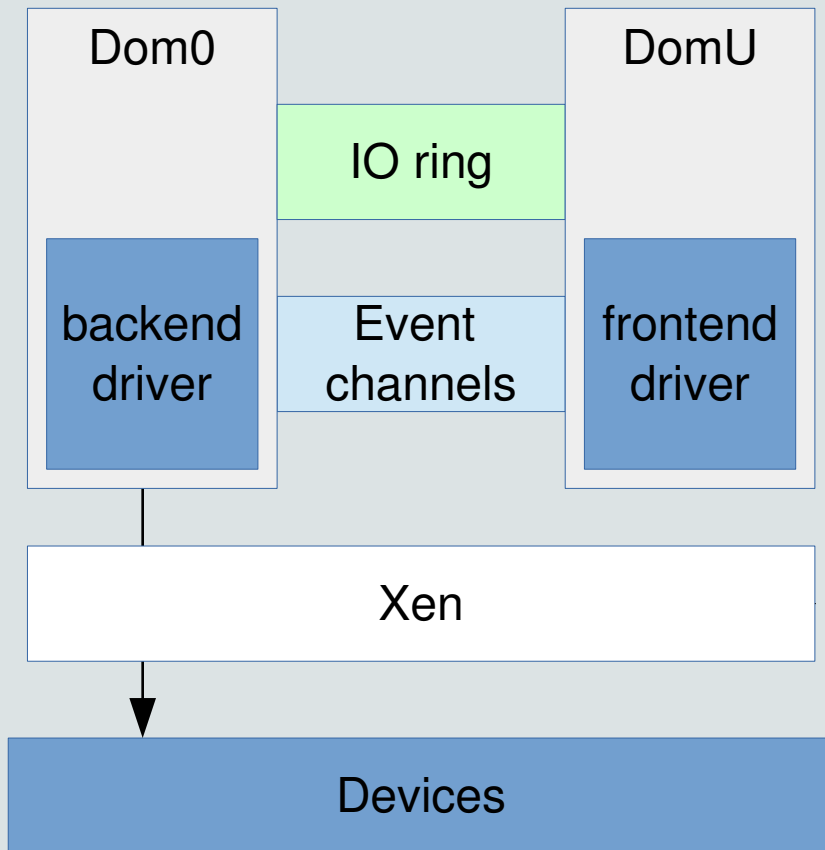 Dom0
DomU
IO ring
backend
driver
Event
channels
frontend
driver
Xen
Devices